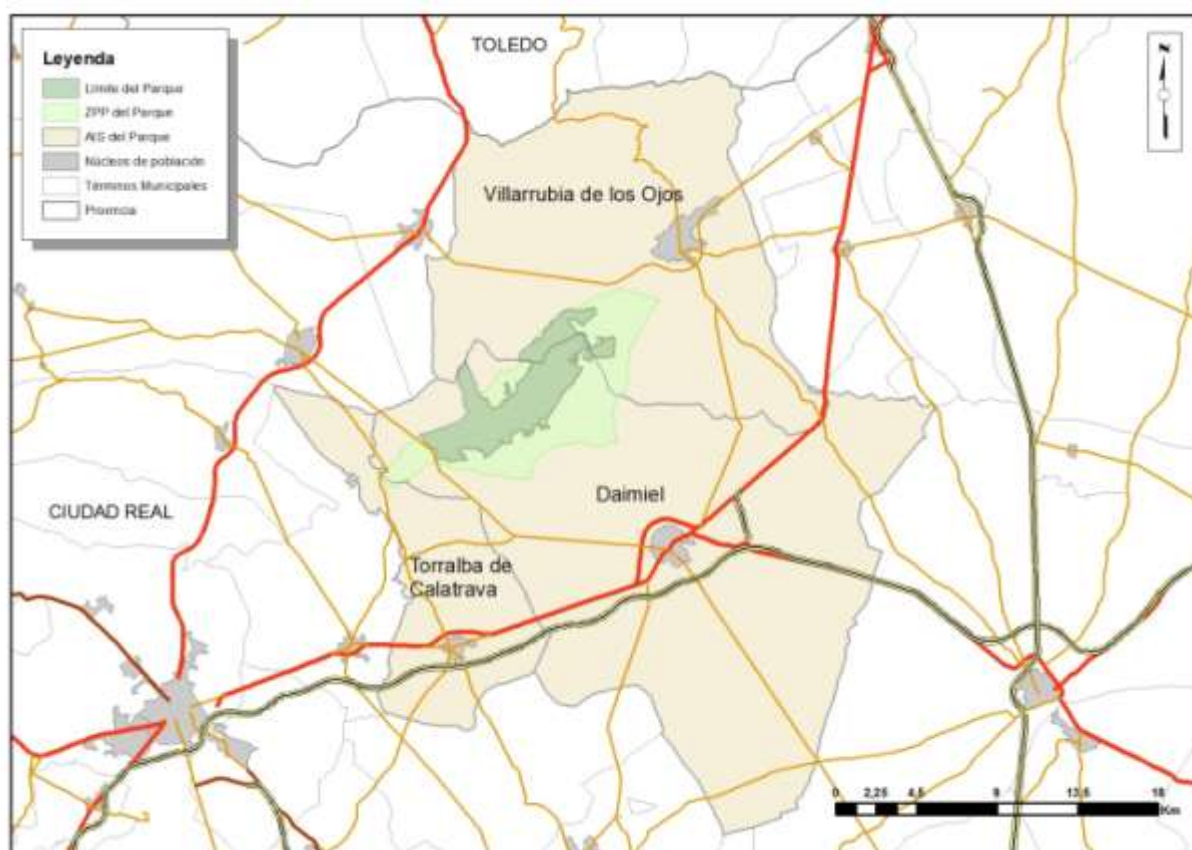 Leyenda
Límite del Parque
ZPP del Parque
AIS del Parque
Núcleos de población
Términos Municipales
Provincia
TOLEDO
N
Villarrubia de los Ojos
CIUDAD REAL
Daimiel
Torralba de
Calatrava
0 2,25 4,5 9 13,5 18
Km